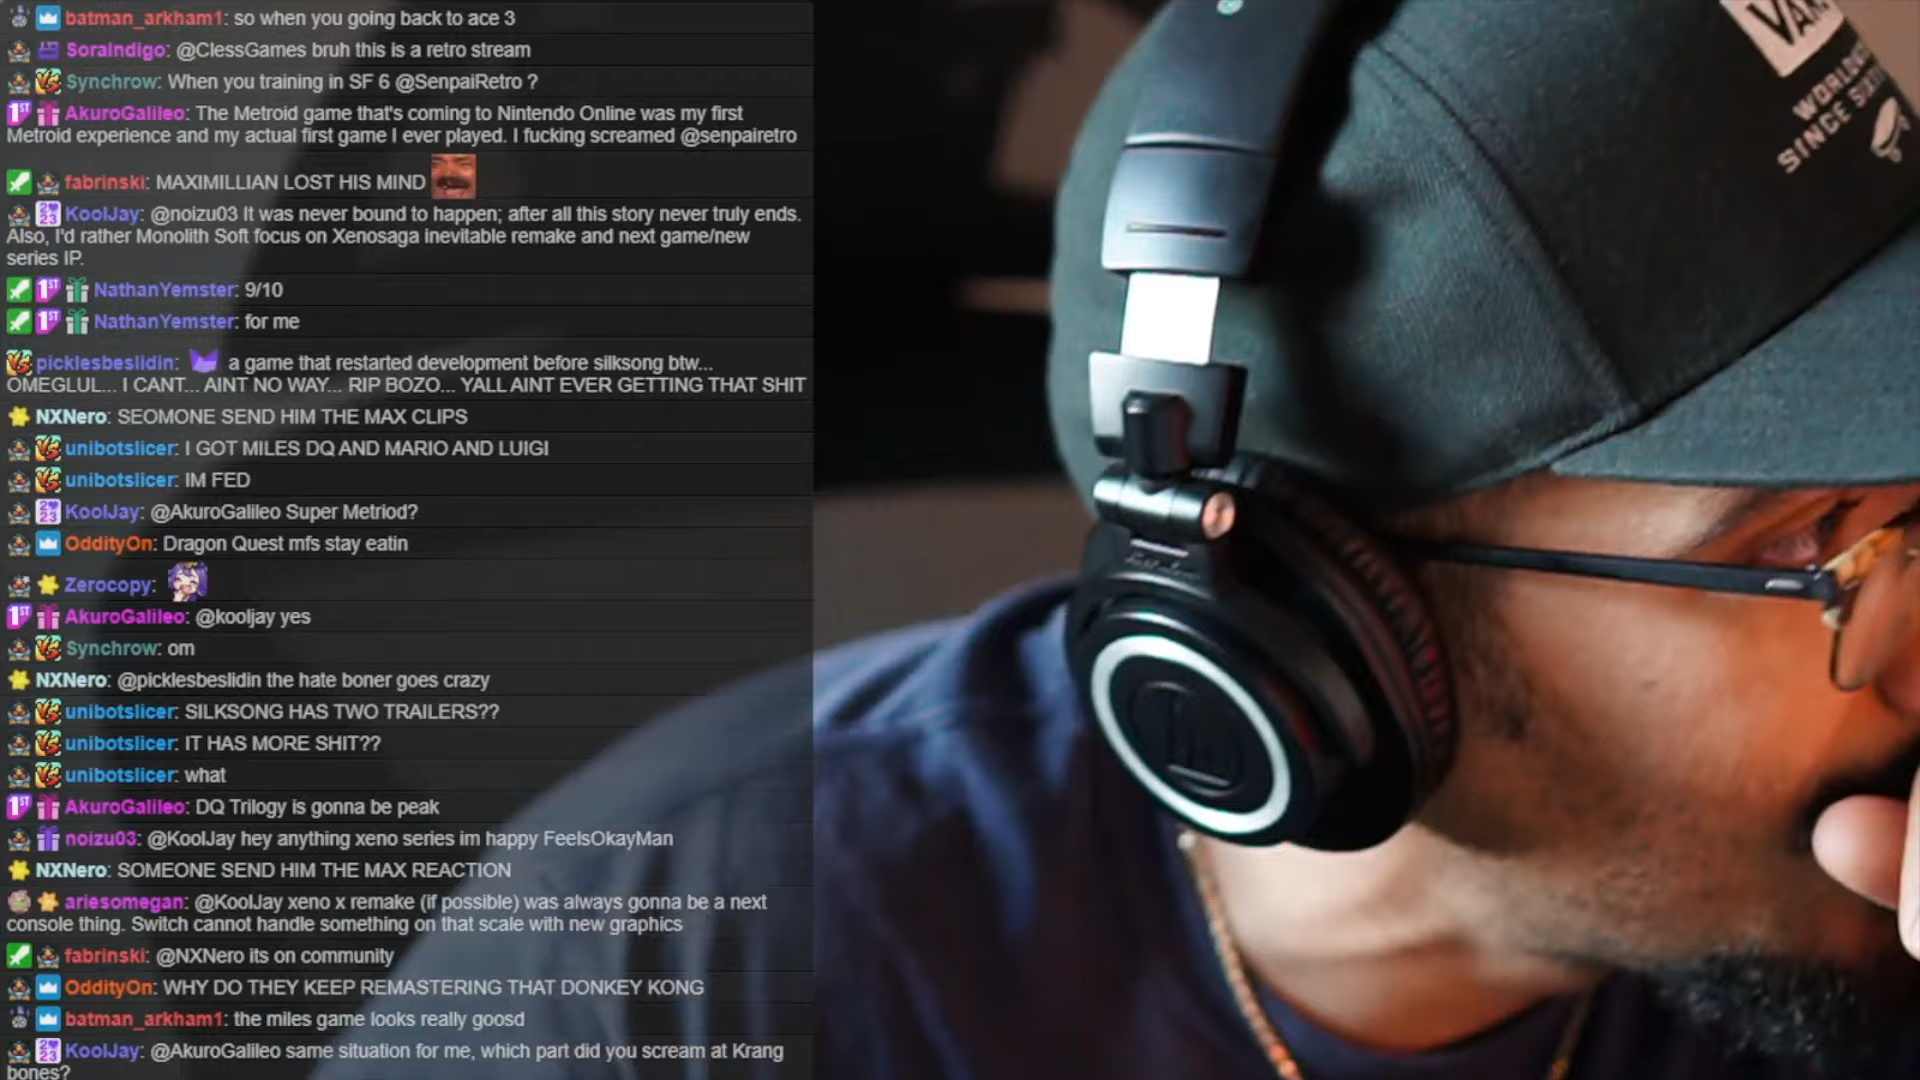 batman_arkham1: so when you going back to ace 3
SoraIndigo: @ClessGames bruh this is a retro stream
Synchrow: When you training in SF 6 @SenpaiRetro ?
AkuroGalileo: The Metroid game that's coming to Nintendo Online was my first
Metroid experience and my actual first game I ever played. I fucking screamed @senpairetro
fabrinski: MAXIMILLIAN LOST HIS MIND
KoolJay: @noizu03 It was never bound to happen; after all this story never truly ends.
Also, I'd rather Monolith Soft focus on Xenosaga inevitable remake and next game/new
series IP.
NathanYemster: 9/10
NathanYemster: for me
picklesbeslidin: a game that restarted development before silksong btw...
OMEGLUL... I CANT... AINT NO WAY... RIP BOZO... YALL AINT EVER GETTING THAT SHIT
NXNero: SEOMONE SEND HIM THE MAX CLIPS
unibotslicer: I GOT MILES DQ AND MARIO AND LUIGI
unibotslicer: IM FED
KoolJay: @AkuroGalileo Super Metriod?
OddityOn: Dragon Quest mfs stay eatin
Zerocopy:
AkuroGalileo: @kooljay yes
Synchrow: om
NXNero: @picklesbeslidin the hate boner goes crazy
unibotslicer: SILKSONG HAS TWO TRAILERS??
unibotslicer: IT HAS MORE SHIT??
unibotslicer: what
AkuroGalileo: DQ Trilogy is gonna be peak
noizu03: @KoolJay hey anything xeno series im happy FeelsOkayMan
NXNero: SOMEONE SEND HIM THE MAX REACTION
ariesomegan: @KoolJay xeno x remake (if possible) was always gonna be a next
console thing. Switch cannot handle something on that scale with new graphics
fabrinski: @NXNero its on community
OddityOn: WHY DO THEY KEEP REMASTERING THAT DONKEY KONG
batman_arkham1: the miles game looks really goosd
KoolJay: @AkuroGalileo same situation for me, which part did you scream at Krang
bones?
VAN
SINCE